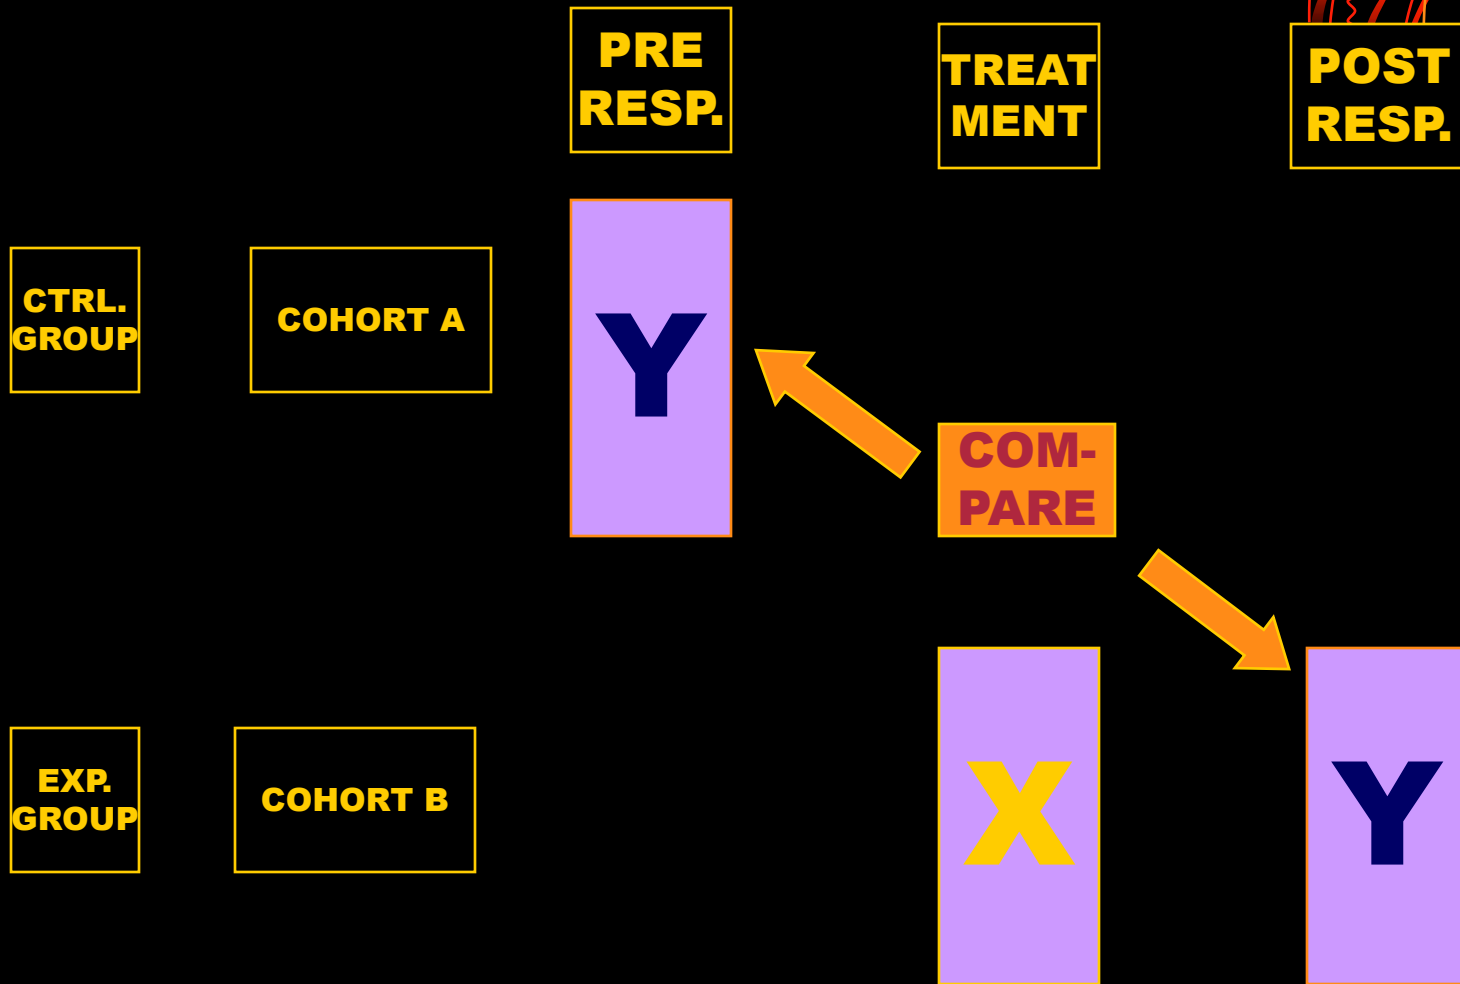 PRE
RESP.
TREAT
MENT
POST
RESP.
CTRL.
GROUP
COHORT A
Y
COM-
PARE
EXP.
GROUP
COHORT B
X
Y